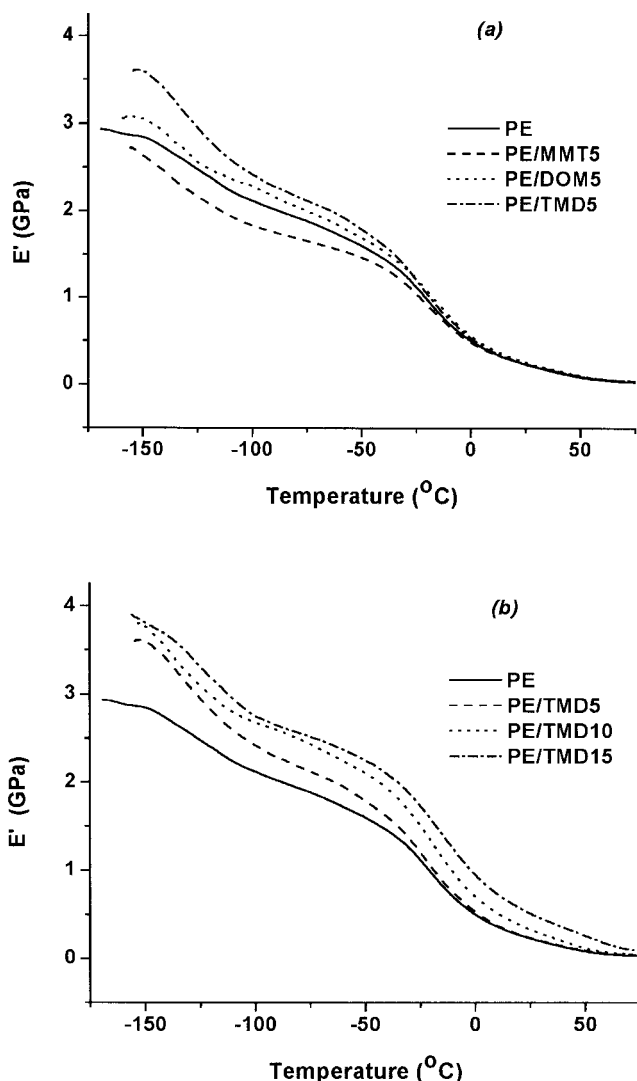 (a)
4
3
2
1
0
E' (GPa)
PE
PE/MMT5
PE/DOM5
PE/TMD5
-150 -100 -50 0 50
Temperature (°C)
(b)
4
3
2
1
0
E' (GPa)
PE
PE/TMD5
PE/TMD10
PE/TMD15
-150 -100 -50 0 50
Temperature (°C)